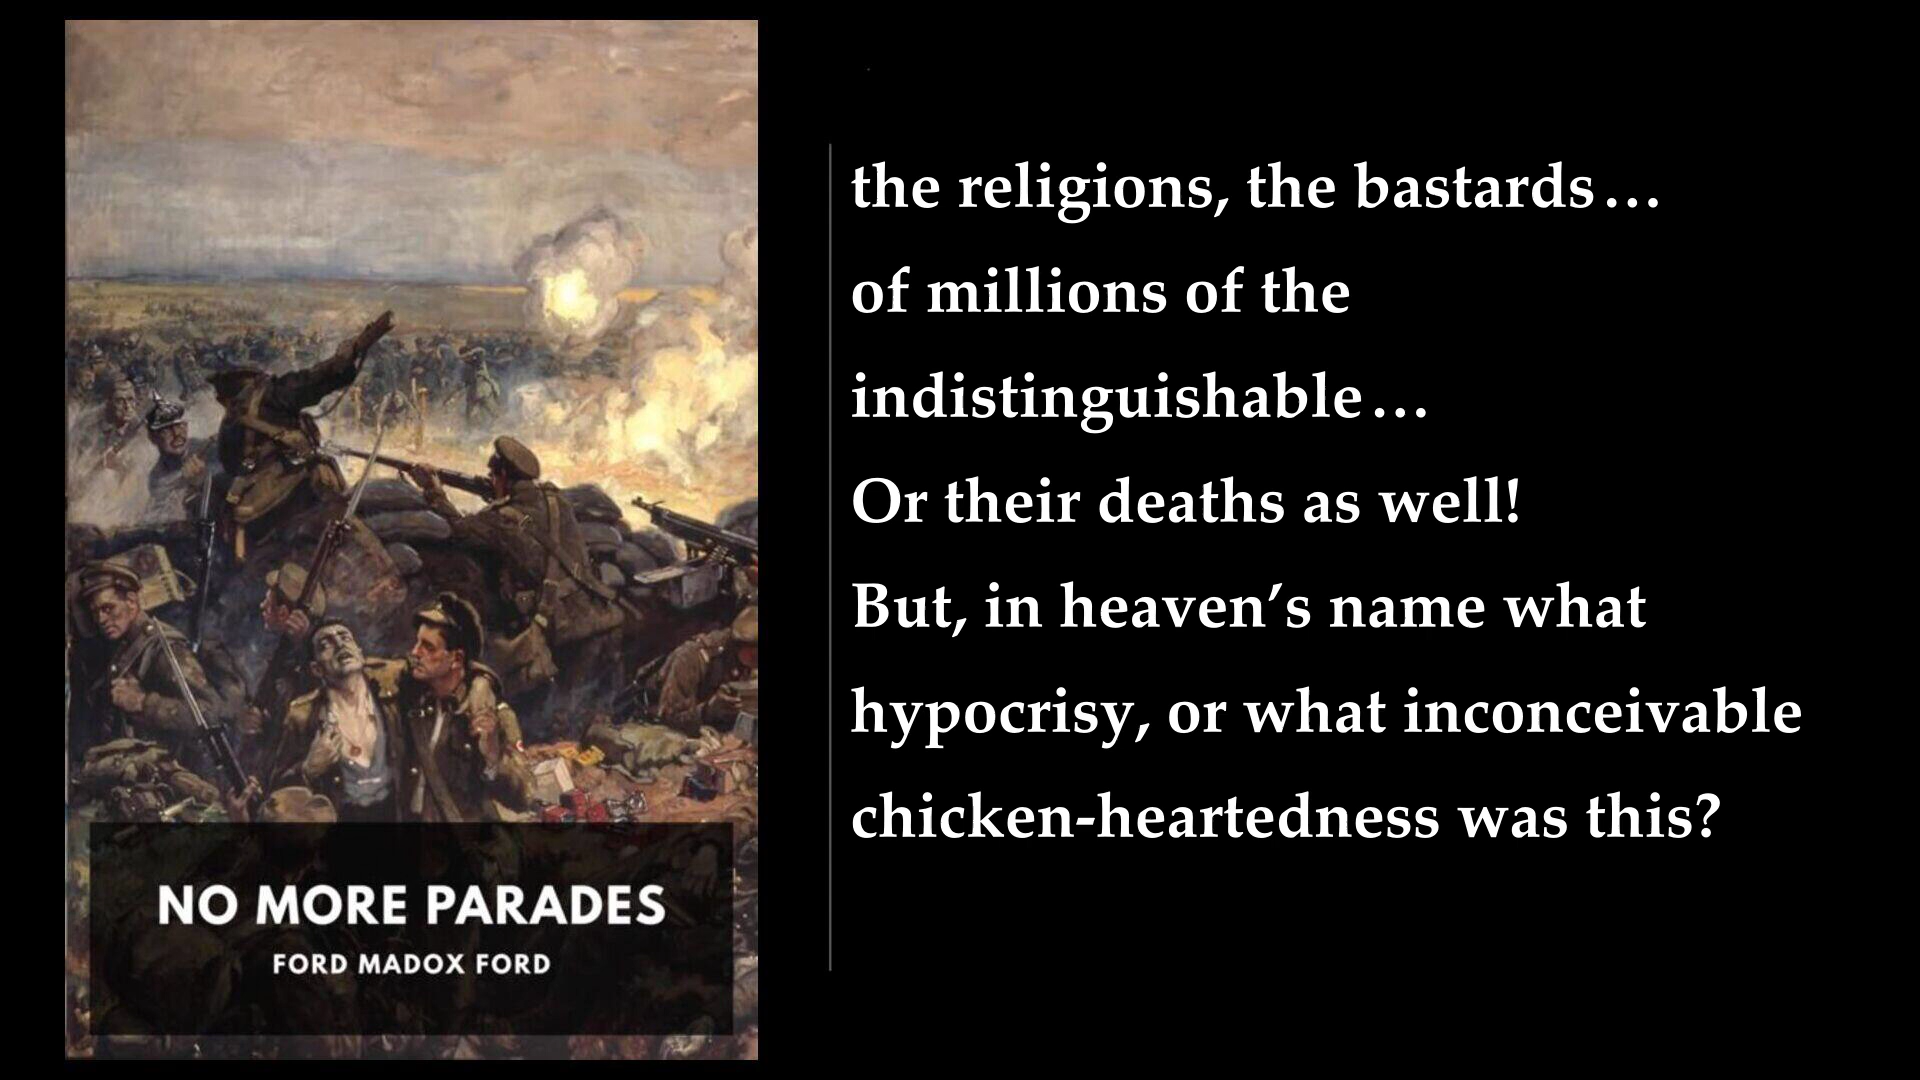 the religions, the bastards…
of millions of the
indistinguishable…
Or their deaths as well!
But, in heaven’s name what
hypocrisy, or what inconceivable
chicken-heartedness was this?
NO MORE PARADES
FORD MADOX FORD